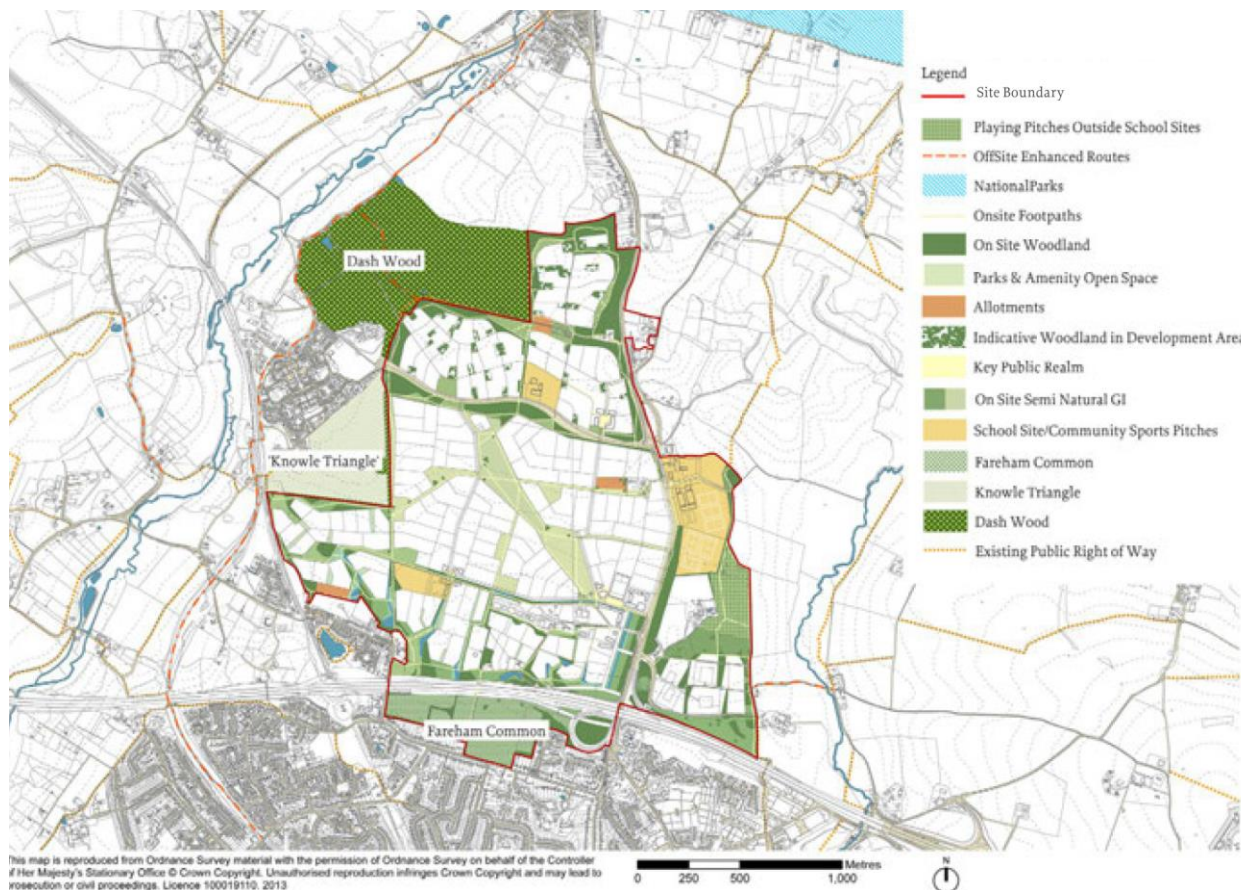 Legend
Site Boundary
Playing Pitches Outside School Sites
OffSite Enhanced Routes
NationalParks
Onsite Footpaths
On Site Woodland
Parks & Amenity Open Space
Allotments
Indicative Woodland in Development Area
Key Public Realm
On Site Semi Natural GI
School Site/Community Sports Pitches
Fareham Common
Knowle Triangle
Dash Wood
Existing Public Right of Way
Dash Wood
'Knowle Triangle'
Fareham Common
This map is reproduced from Ordnance Survey material with the permission of Ordnance Survey on behalf of the Controller
of Her Majesty's Stationary Office © Crown Copyright. Unauthorised reproduction infringes Crown Copyright and may lead to
prosecution or civil proceedings. Licence 100019110. 2013
Metres
0 250 500 1,000
N